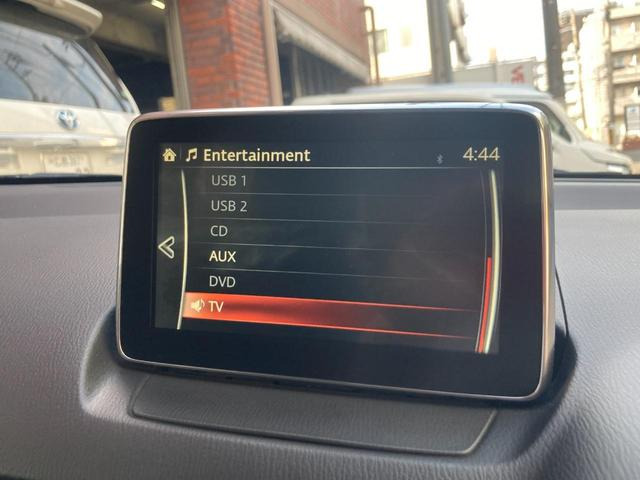 Entertainment
4:44
USB 1
USB 2
CD
AUX
DVD
TV